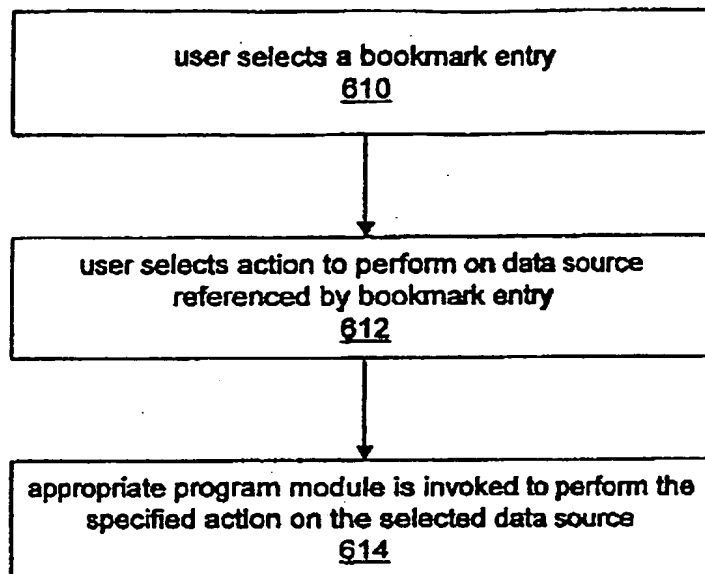 user selects a bookmark entry
610
user selects action to perform on data source
referenced by bookmark entry
612
appropriate program module is invoked to perform the
specified action on the selected data source
614